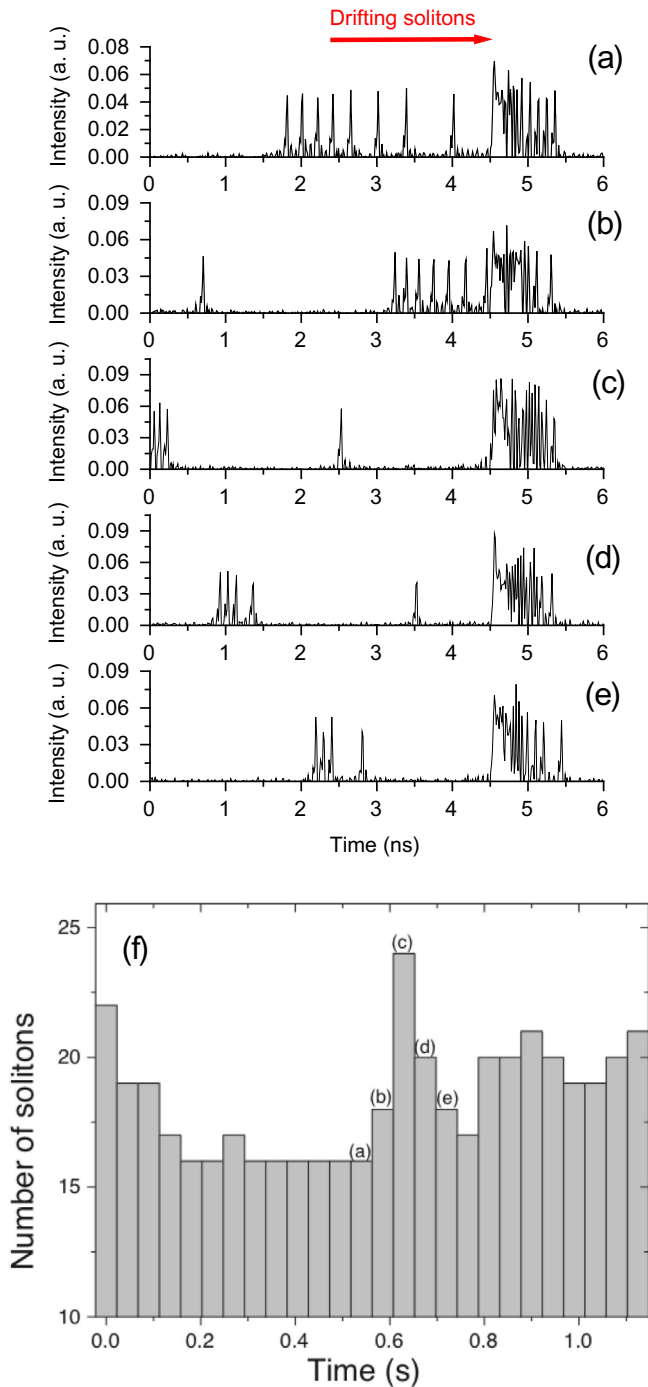 Drifting solitons
(a)
Intensity (a. u.)
0.08
0.06
0.04
0.02
0.00
0 1 2 3 4 5 6
(b)
Intensity (a. u.)
0.09
0.06
0.03
0.00
0 1 2 3 4 5 6
(c)
Intensity (a. u.)
0.09
0.06
0.03
0.00
0 1 2 3 4 5 6
(d)
Intensity (a. u.)
0.09
0.06
0.03
0.00
0 1 2 3 4 5 6
(e)
Intensity (a. u.)
0.09
0.06
0.03
0.00
0 1 2 3 4 5 6
Time (ns)
(f)
Number of solitons
25
20
15
10
(a)
(b)
(c)
(d)
(e)
0.0 0.2 0.4 0.6 0.8 1.0
Time (s)